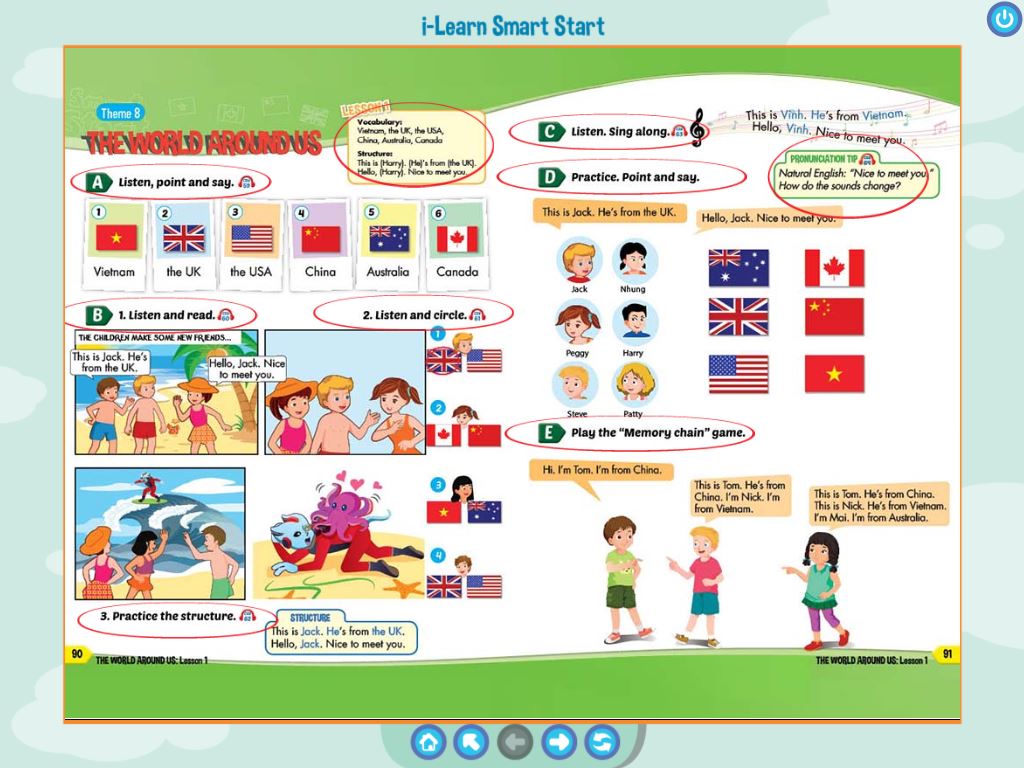 i-Learn Smart Start
Theme 8
THE WORLD AROUND US
LESSON 1
Vocabulary:
Vietnam, the UK, the USA,
China, Australia, Canada
Structure:
This is (Harry). (He)'s from (the UK).
Hello, (Harry). Nice to meet you.
A Listen, point and say.
1
2
3
4
5
6
Vietnam
the UK
the USA
China
Australia
Canada
B 1. Listen and read.
THE CHILDREN MAKE SOME NEW FRIENDS...
This is Jack. He's
from the UK.
Hello, Jack. Nice
to meet you.
2. Listen and circle.
1
2
3
4
3. Practice the structure.
STRUCTURE
This is Jack. He's from the UK.
Hello, Jack. Nice to meet you.
90 THE WORLD AROUND US: Lesson 1
C Listen. Sing along.
This is Vinh. He's from Vietnam.
Hello, Vinh. Nice to meet you.
PRONUNCIATION TIP
Natural English: "Nice to meet you."
How do the sounds change?
D Practice. Point and say.
This is Jack. He's from the UK.
Hello, Jack. Nice to meet you.
Jack
Nhung
Peggy
Harry
Steve
Patty
E Play the "Memory chain" game.
Hi. I'm Tom. I'm from China.
This is Tom. He's from
China. I'm Nick. I'm
from Vietnam.
This is Tom. He's from China.
This is Nick. He's from Vietnam.
I'm Mai. I'm from Australia.
THE WORLD AROUND US: Lesson 1 91